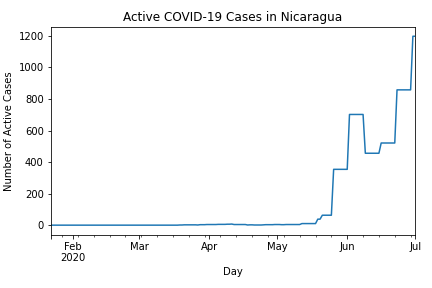 Active COVID-19 Cases in Nicaragua
Number of Active Cases
1200
1000
800
600
400
200
0
Feb Mar Apr May Jun Jul
2020
Day